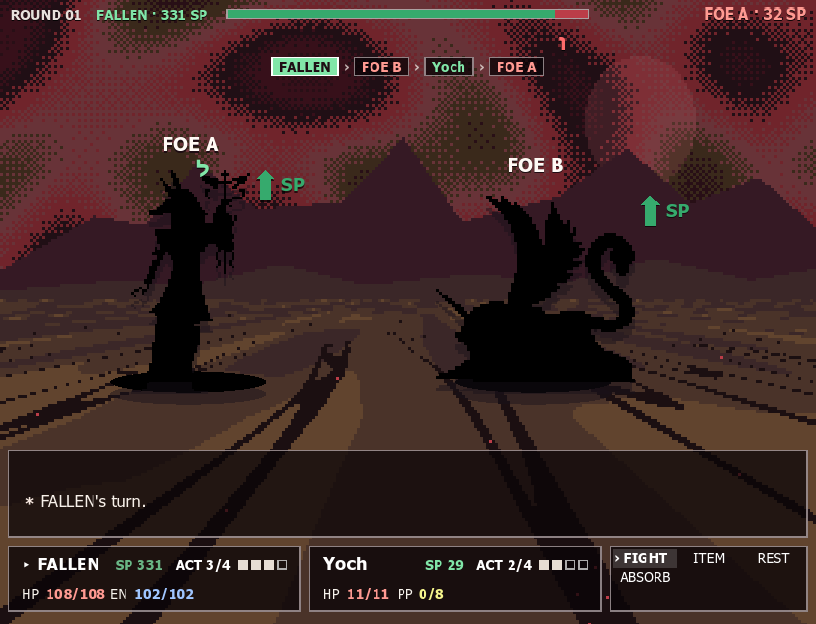 ROUND 01 FALLEN · 331 SP FOE A · 32 SP
FALLEN › FOE B › Yoch › FOE A
FOE A
SP
FOE B
SP
* FALLEN's turn.
▸ FALLEN SP 331 ACT 3/4
HP 108/108 EN 102/102
Yoch SP 29 ACT 2/4
HP 11/11 PP 0/8
› FIGHT ITEM REST
ABSORB